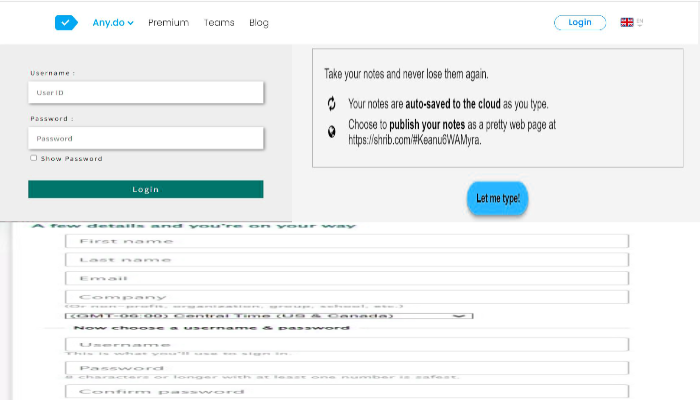 Any.do Premium Teams Blog Login EN
Username :
User ID
Password :
Password
Show Password
Login
Take your notes and never lose them again.
Your notes are auto-saved to the cloud as you type.
Choose to publish your notes as a pretty web page at
https://shrib.com/#Keanu6WAMyra.
Let me type!
A few details and you're on your way
First name
Last name
Email
Company
(Or non-profit, organization, group, school, etc.)
(GMT-06:00) Central Time (US & Canada)
Now choose a username & password
Username
This is what you'll use to sign in.
Password
6 characters or longer with at least one number is safest.
Confirm password